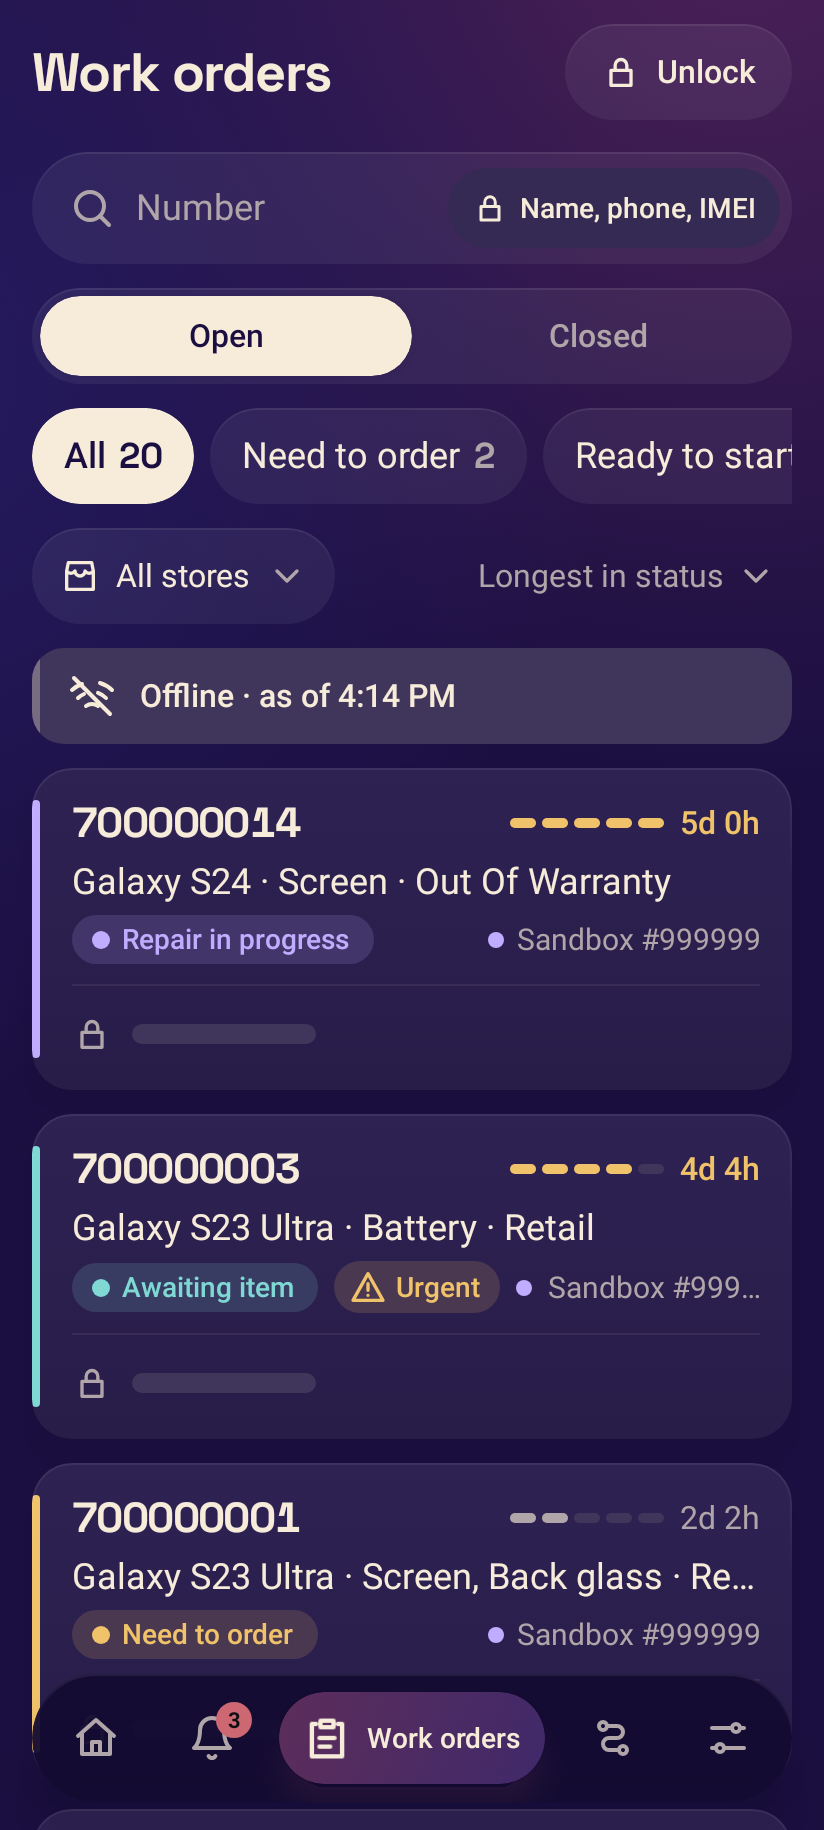 Work orders
Unlock
Number
Name, phone, IMEI
Open
Closed
All 20
Need to order 2
Ready to start
All stores
Longest in status
Offline · as of 4:14 PM
700000014
5d 0h
Galaxy S24 · Screen · Out Of Warranty
Repair in progress
Sandbox #999999
700000003
4d 4h
Galaxy S23 Ultra · Battery · Retail
Awaiting item
Urgent
Sandbox #999…
700000001
2d 2h
Galaxy S23 Ultra · Screen, Back glass · Re…
Need to order
Sandbox #999999
3
Work orders